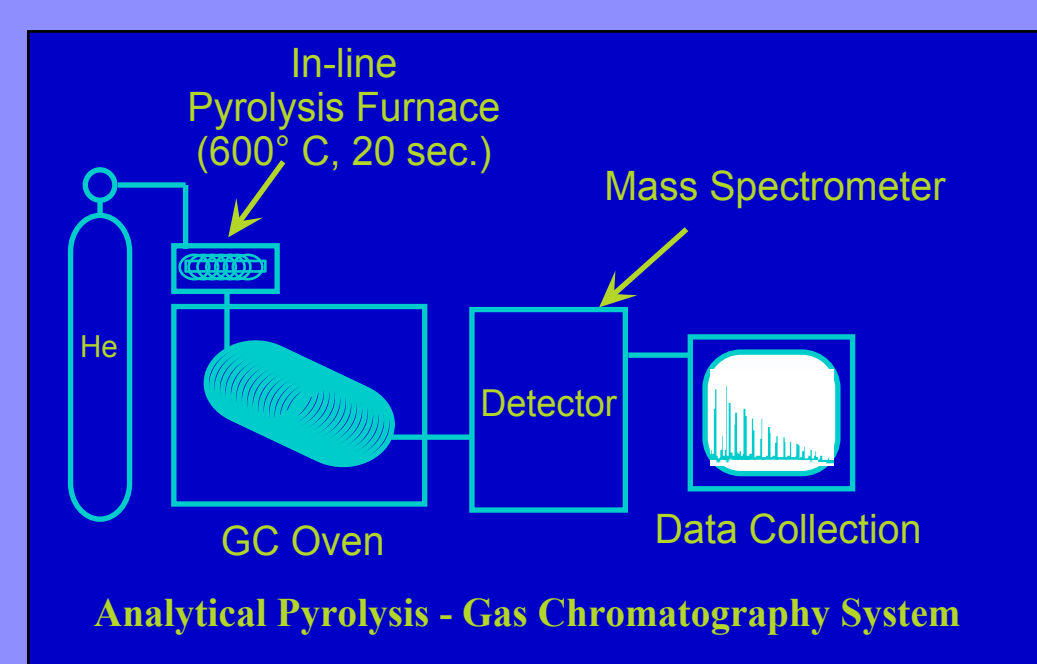 In-line
Pyrolysis Furnace
(600° C, 20 sec.)
Mass Spectrometer
He
Detector
GC Oven
Data Collection
Analytical Pyrolysis - Gas Chromatography System